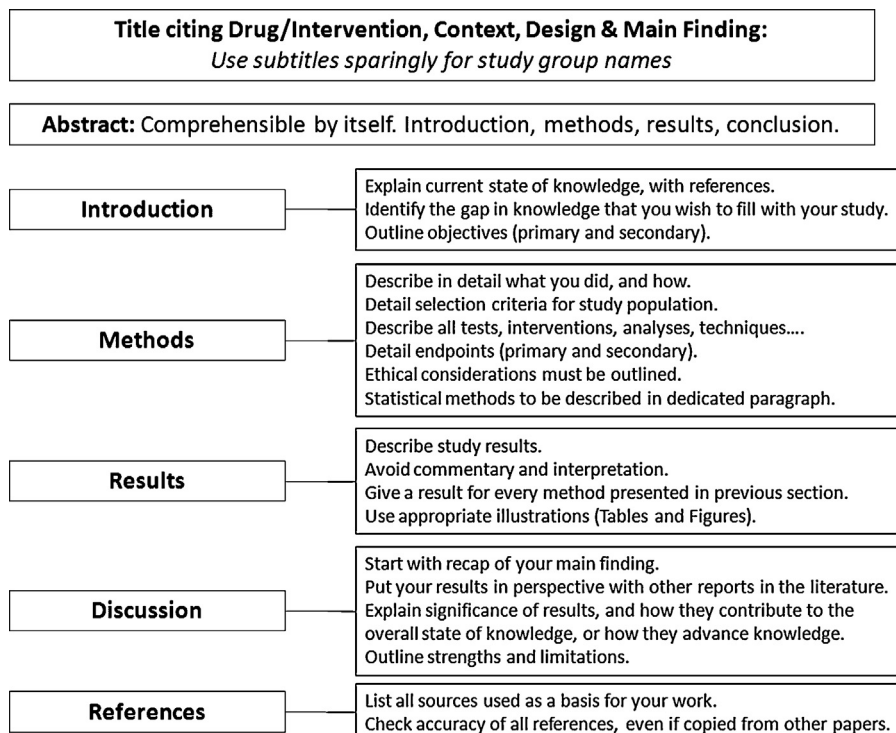 Title citing Drug/Intervention, Context, Design & Main Finding:
Use subtitles sparingly for study group names
Abstract: Comprehensible by itself. Introduction, methods, results, conclusion.
Introduction
Explain current state of knowledge, with references.
Identify the gap in knowledge that you wish to fill with your study.
Outline objectives (primary and secondary).
Methods
Describe in detail what you did, and how.
Detail selection criteria for study population.
Describe all tests, interventions, analyses, techniques....
Detail endpoints (primary and secondary).
Ethical considerations must be outlined.
Statistical methods to be described in dedicated paragraph.
Results
Describe study results.
Avoid commentary and interpretation.
Give a result for every method presented in previous section.
Use appropriate illustrations (Tables and Figures).
Discussion
Start with recap of your main finding.
Put your results in perspective with other reports in the literature.
Explain significance of results, and how they contribute to the
overall state of knowledge, or how they advance knowledge.
Outline strengths and limitations.
References
List all sources used as a basis for your work.
Check accuracy of all references, even if copied from other papers.